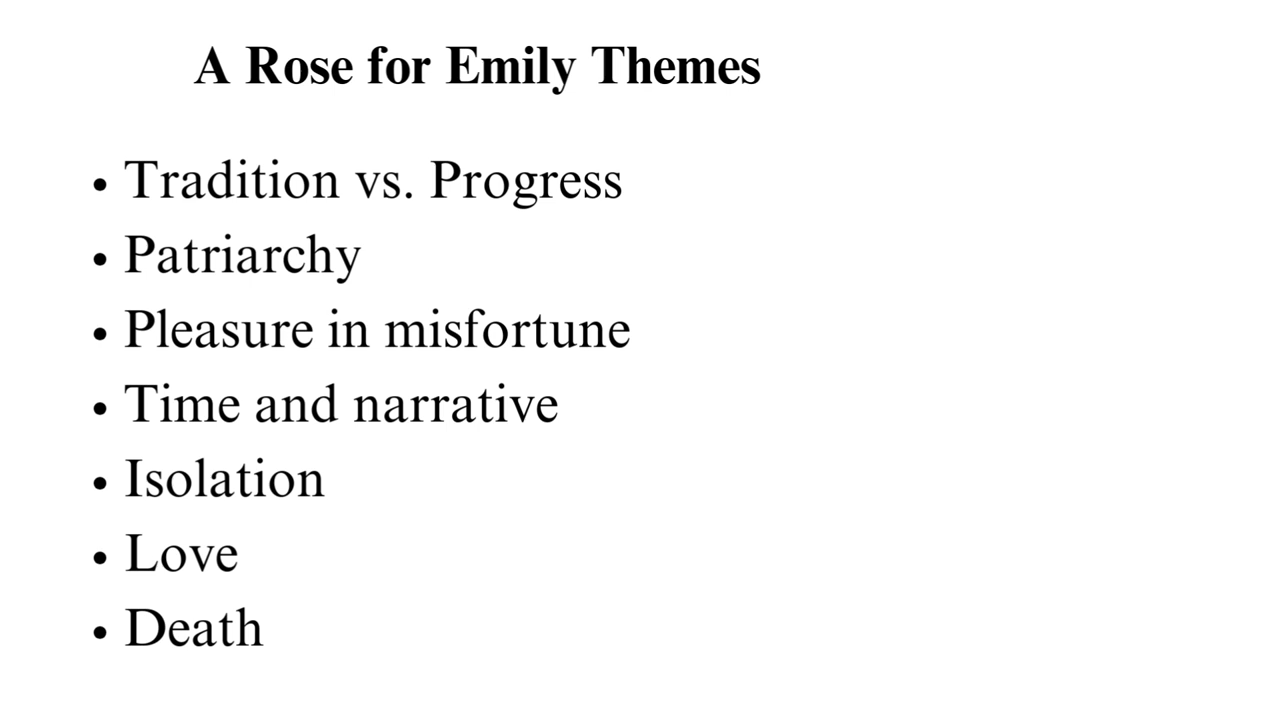 A Rose for Emily Themes
• Tradition vs. Progress
• Patriarchy
• Pleasure in misfortune
• Time and narrative
• Isolation
• Love
• Death